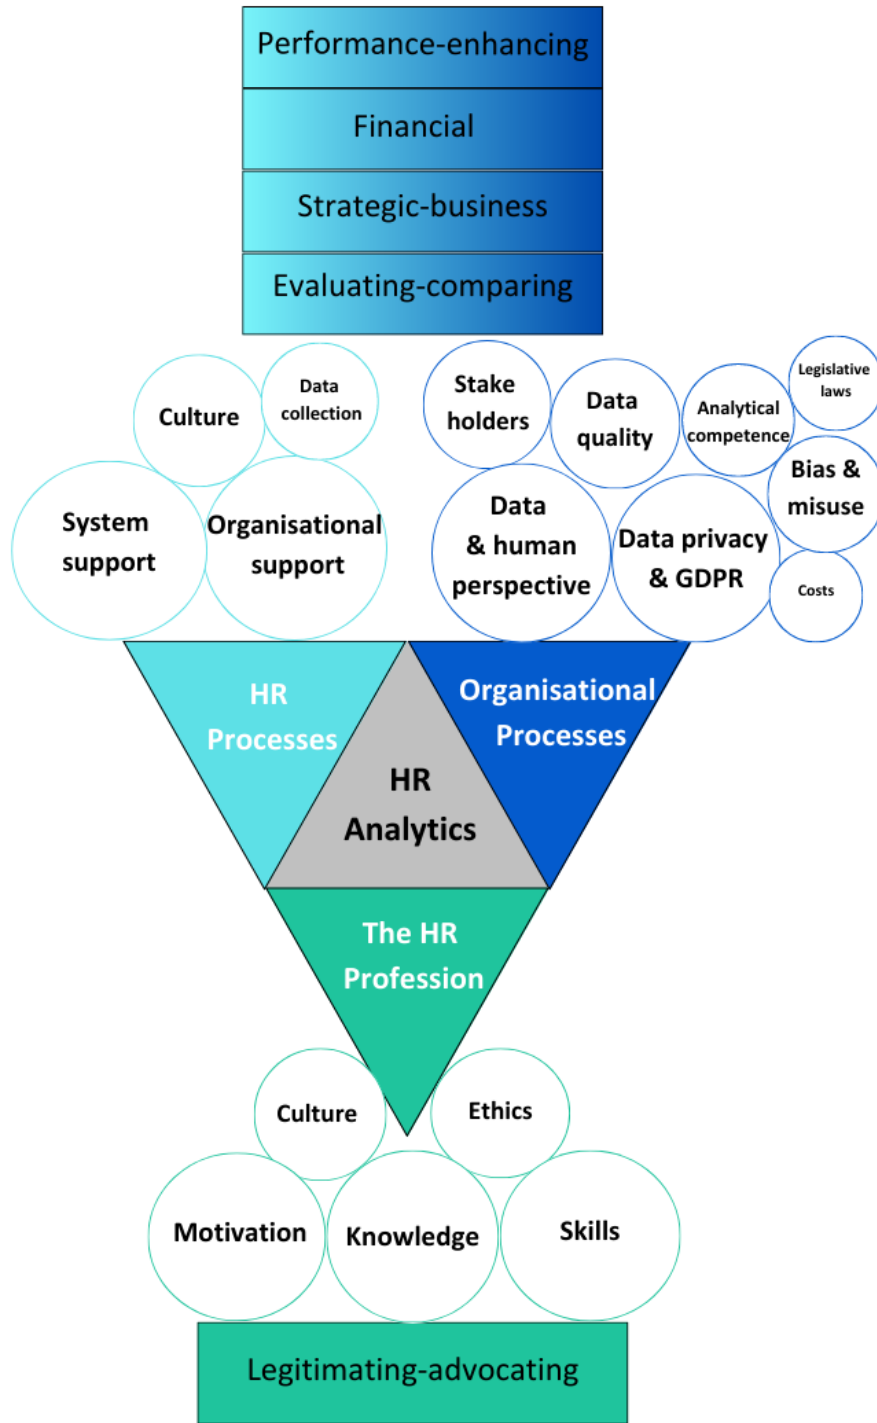 Performance-enhancing
Financial
Strategic-business
Evaluating-comparing
Culture
Data
collection
System
support
Organisational
support
Stake
holders
Data
quality
Analytical
competence
Legislative
laws
Data
& human
perspective
Data privacy
& GDPR
Bias &
misuse
Costs
HR
Processes
HR
Analytics
Organisational
Processes
The HR
Profession
Culture
Ethics
Motivation
Knowledge
Skills
Legitimating-advocating